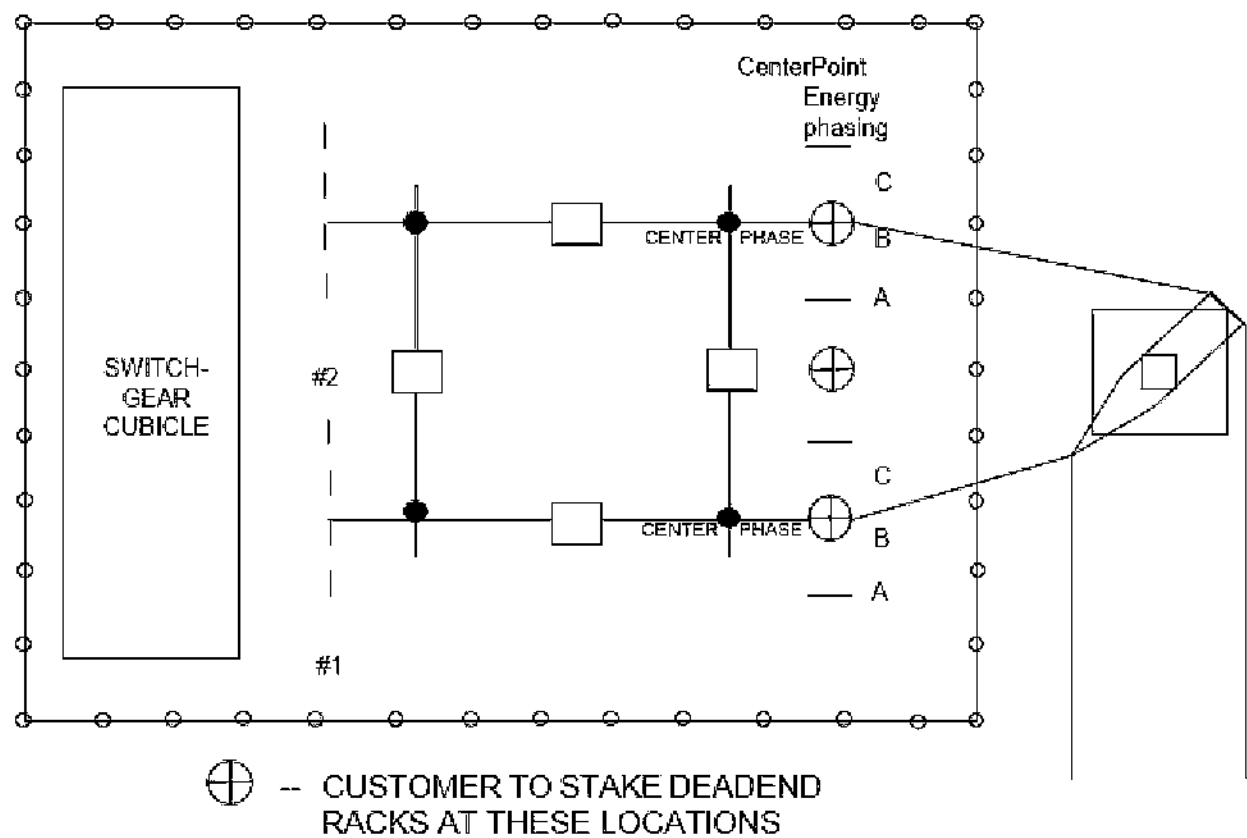 CenterPoint
Energy
phasing
C
CENTER PHASE
B
A
SWITCH-
GEAR
CUBICLE
#2
C
CENTER PHASE
B
A
#1
-- CUSTOMER TO STAKE DEADEND
RACKS AT THESE LOCATIONS